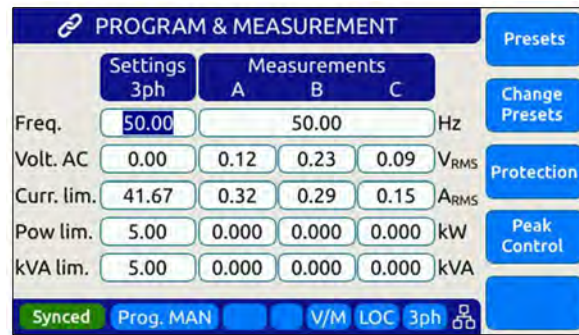 PROGRAM & MEASUREMENT
Presets
Settings 3ph Measurements
A B C
Change Presets
Freq. 50.00 50.00 Hz
Volt. AC 0.00 0.12 0.23 0.09 VRMS
Protection
Curr. lim. 41.67 0.32 0.29 0.15 ARMS
Pow lim. 5.00 0.000 0.000 0.000 kW
Peak Control
kVA lim. 5.00 0.000 0.000 0.000 kVA
Synced Prog. MAN V/M LOC 3ph